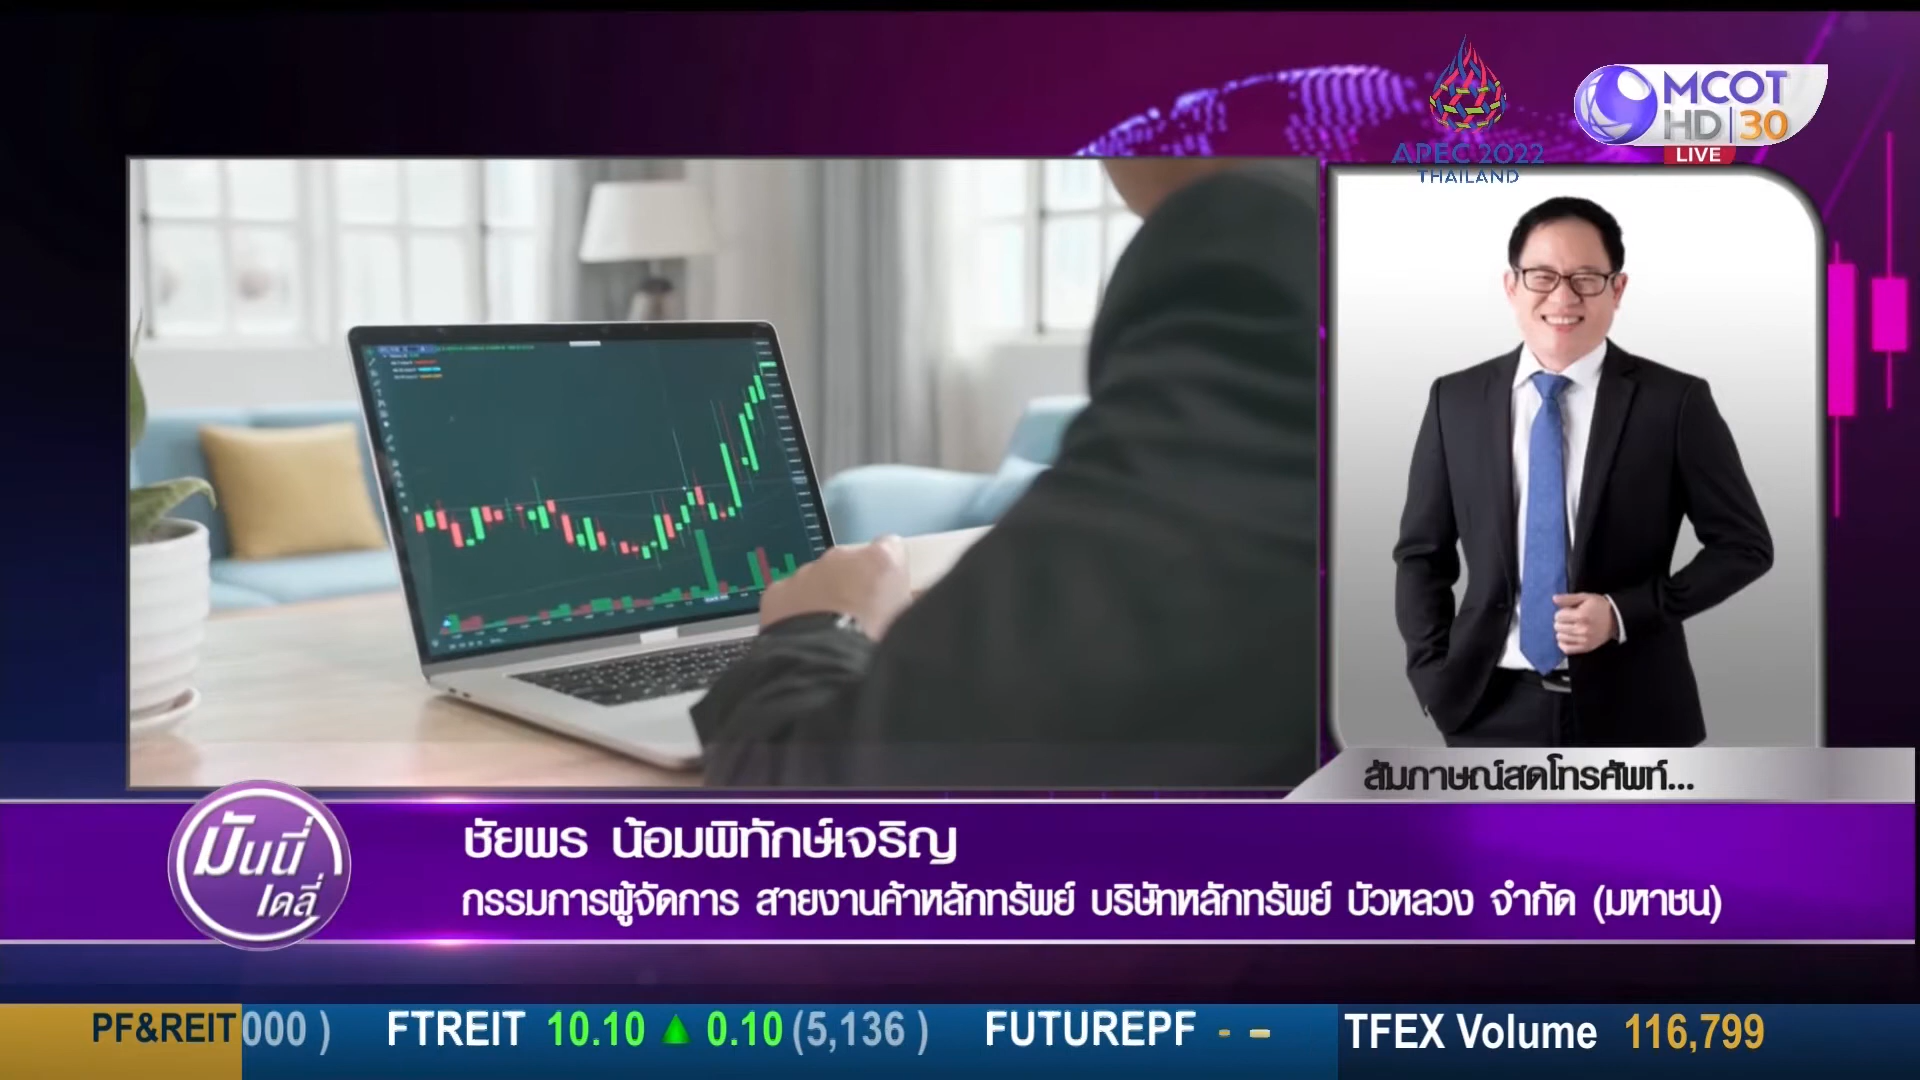 APEC 2022
THAILAND
MCOT
HD 30
LIVE
สัมภาษณ์สดโทรศัพท์...
มันนี่
เดลี่
ชัยพร น้อมพิทักษ์เจริญ
กรรมการผู้จัดการ สายงานค้าหลักทรัพย์ บริษัทหลักทรัพย์ บัวหลวง จำกัด (มหาชน)
PF&REIT 000 ) FTREIT 10.10 ▲ 0.10 (5,136 ) FUTUREPF - - TFEX Volume 116,799